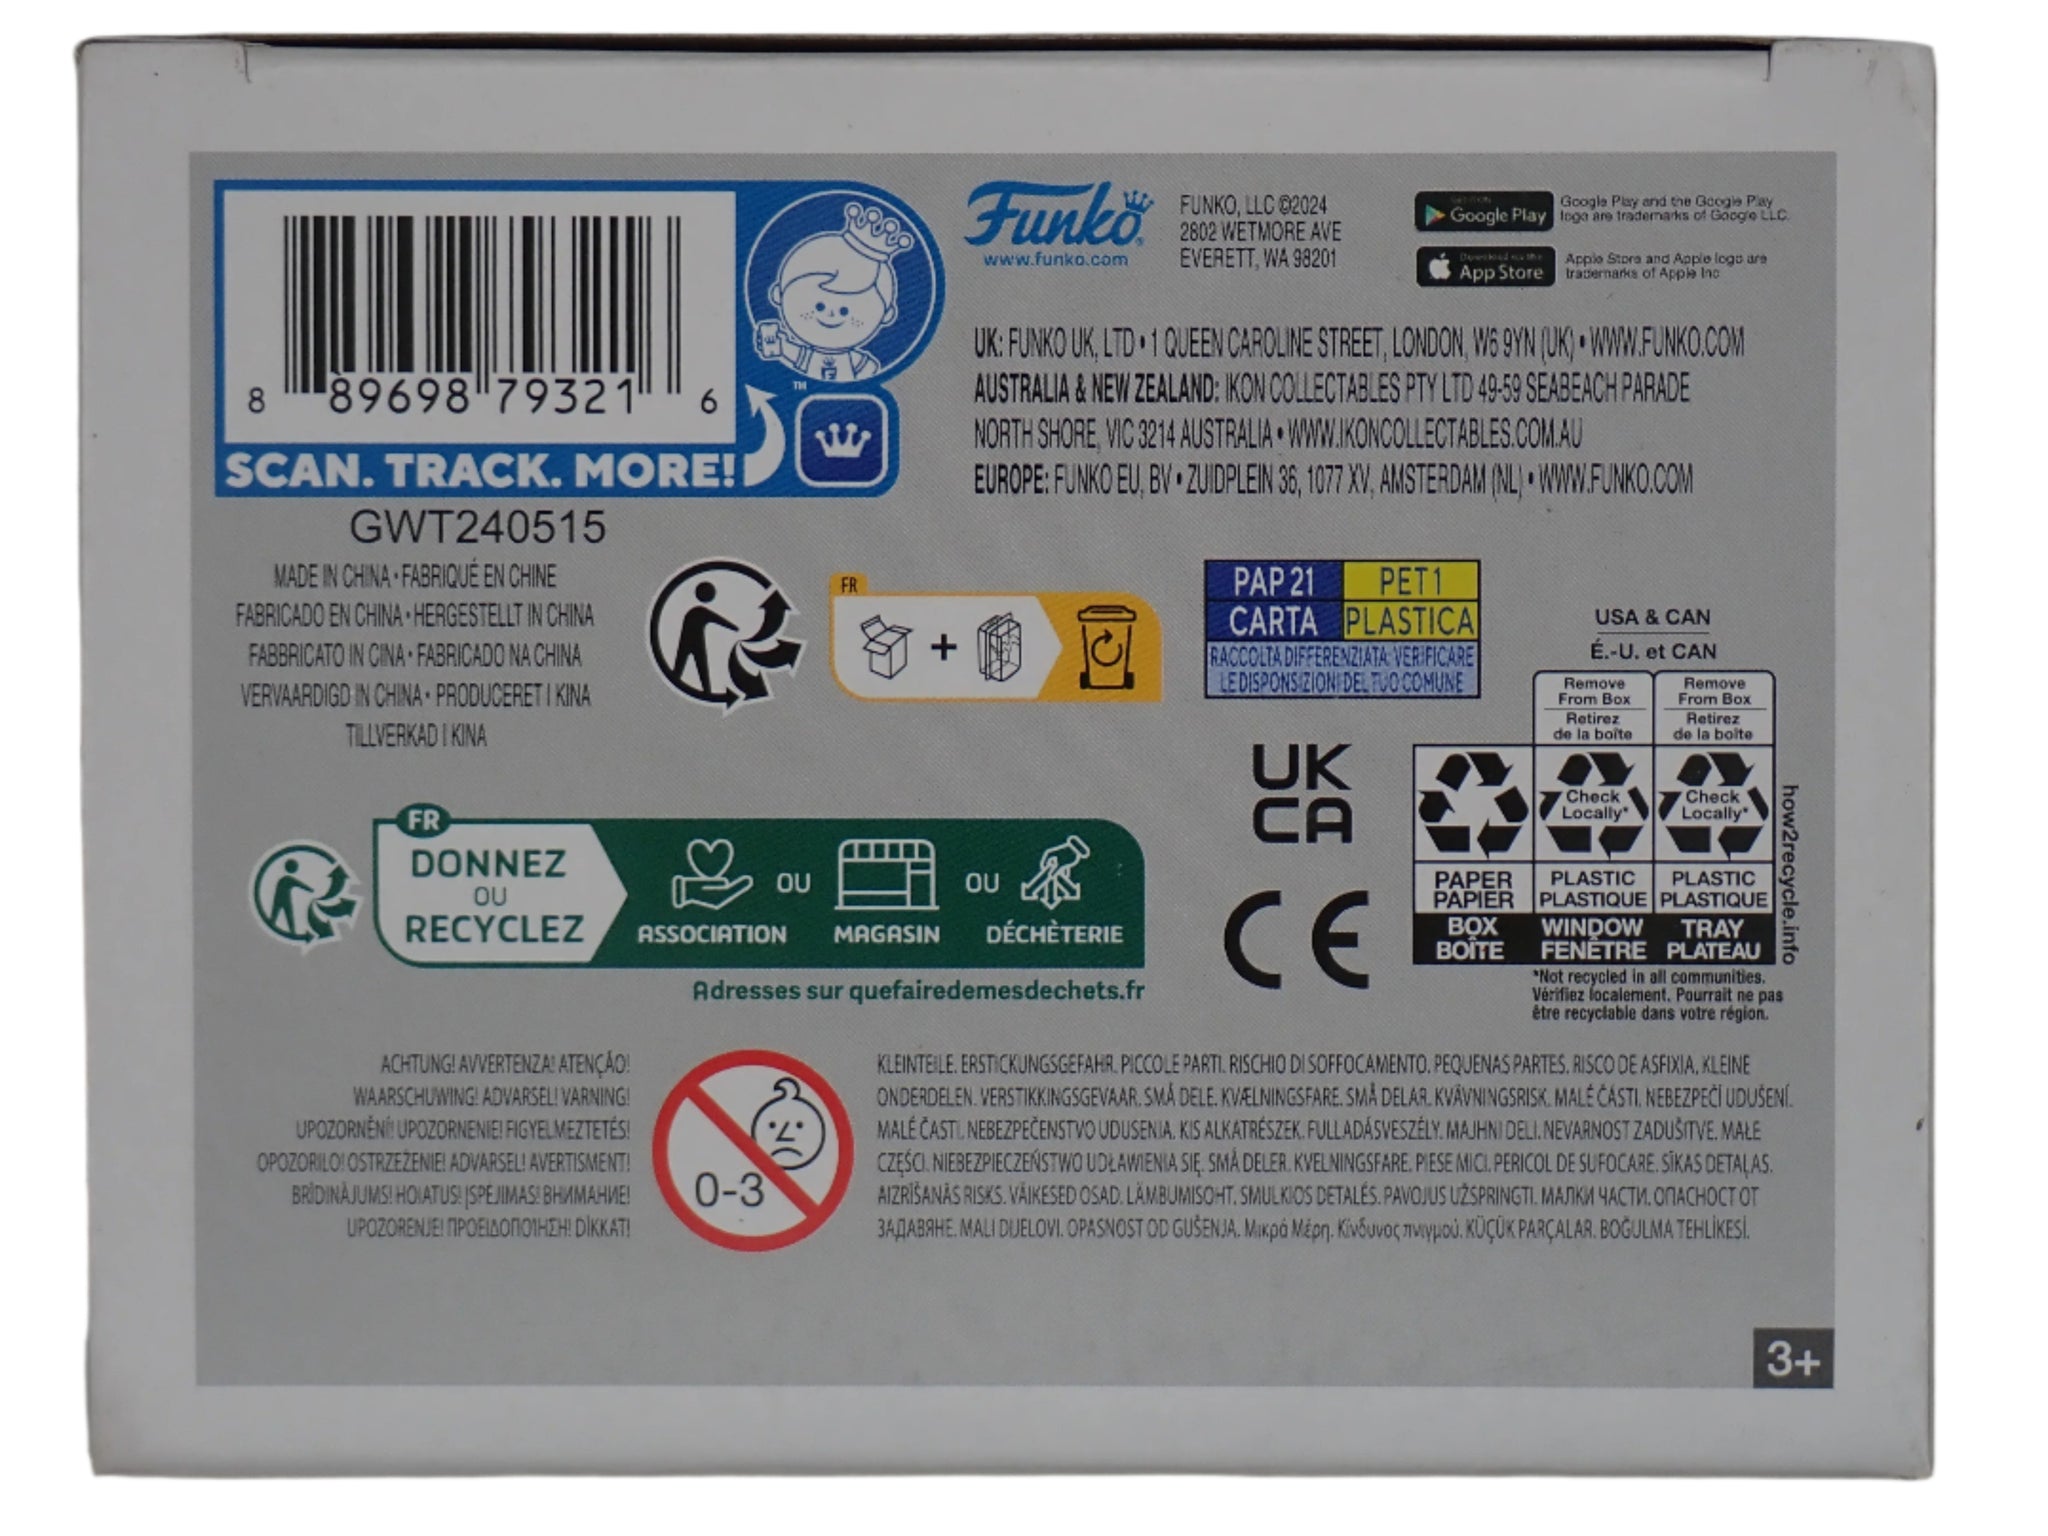 8 89698 79321 6
SCAN. TRACK. MORE!
TM
GWT240515
MADE IN CHINA • FABRIQUÉ EN CHINE
FABRICADO EN CHINA • HERGESTELLT IN CHINA
FABBRICATO IN CINA • FABRICADO NA CHINA
VERVAARDIGD IN CHINA • PRODUCERET I KINA
TILLVERKAD I KINA
Funko
www.funko.com
FUNKO, LLC ©2024
2802 WETMORE AVE
EVERETT, WA 98201
Google Play
Google Play and the Google Play
logo are trademarks of Google LLC.
Download on the
App Store
Apple Store and Apple logo are
trademarks of Apple Inc
UK: FUNKO UK, LTD • 1 QUEEN CAROLINE STREET, LONDON, W6 9YN (UK) • WWW.FUNKO.COM
AUSTRALIA & NEW ZEALAND: IKON COLLECTABLES PTY LTD 49-59 SEABEACH PARADE
NORTH SHORE, VIC 3214 AUSTRALIA • WWW.IKONCOLLECTABLES.COM.AU
EUROPE: FUNKO EU, BV • ZUIDPLEIN 36, 1077 XV, AMSTERDAM (NL) • WWW.FUNKO.COM
FR
+
PAP 21 PET 1
CARTA PLASTICA
RACCOLTA DIFFERENZIATA. VERIFICARE
LE DISPONSIZIONI DEL TUO COMUNE
USA & CAN
É.-U. et CAN
Remove
From Box
Retirez
de la boîte
Remove
From Box
Retirez
de la boîte
Check
Locally*
Check
Locally*
PAPER
PAPIER
PLASTIC
PLASTIQUE
PLASTIC
PLASTIQUE
BOX
BOÎTE
WINDOW
FENÊTRE
TRAY
PLATEAU
how2recycle.info
*Not recycled in all communities.
Vérifiez localement. Pourrait ne pas
être recyclable dans votre région.
UK
CA
CE
FR
DONNEZ
OU
RECYCLEZ
ASSOCIATION
OU
MAGASIN
OU
DÉCHÈTERIE
Adresses sur quefairedemesdechets.fr
ACHTUNG! AVVERTENZA! ATENÇÃO!
WAARSCHUWING! ADVARSEL! VARNING!
UPOZORNĚNÍ! UPOZORNENIE! FIGYELMEZTETÉS!
OPOZORILO! OSTRZEŻENIE! ADVARSEL! AVERTISMENT!
BRĪDINĀJUMS! HOIATUS! ĮSPĖJIMAS! ВНИМАНИЕ!
UPOZORENJE! ΠΡΟΕΙΔΟΠΟΙΗΣΗ! DİKKAT!
0-3
KLEINTEILE. ERSTICKUNGSGEFAHR. PICCOLE PARTI. RISCHIO DI SOFFOCAMENTO. PEQUENAS PARTES. RISCO DE ASFIXIA, KLEINE
ONDERDELEN. VERSTIKKINGSGEVAAR. SMÅ DELE. KVÆLNINGSFARE. SMÅ DELAR. KVÄVNINGSRISK. MALÉ ČÁSTI, NEBEZPEČÍ UDUŠENÍ.
MALÉ ČASTI, NEBEZPEČENSTVO UDUSENIA. KIS ALKATRÉSZEK. FULLADÁSVESZÉLY. MAJHNI DELI. NEVARNOST ZADUŠITVE. MAŁE
CZĘŚCI. NIEBEZPIECZEŃSTWO UDŁAWIENIA SIĘ. SMÅ DELER. KVELNINGSFARE. PIESE MICI. PERICOL DE SUFOCARE. SĪKAS DETAĻAS.
AIZRĪŠANĀS RISKS. VÄIKESED OSAD. LÄMBUMISOHT. SMULKIOS DETALĖS. PAVOJUS UŽSPRINGTI. МАЛКИ ЧАСТИ. ОПАСНОСТ ОТ
ЗАДАВЯНЕ. MALI DIJELOVI. OPASNOST OD GUŠENJA. Μικρά Μέρη. Κίνδυνος πνιγμού. KÜÇÜK PARÇALAR. BOĞULMA TEHLİKESİ.
3+